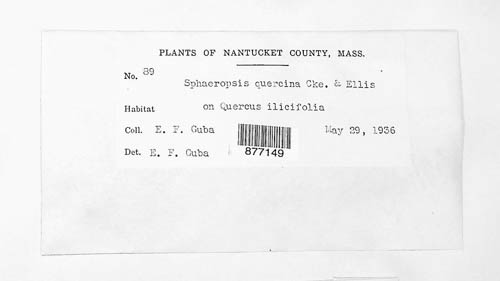 PLANTS OF NANTUCKET COUNTY, MASS.
No. 89
Sphaeropsis quercina Cke. & Ellis
Habitat on Quercus ilicifolia
Coll. E. F. Guba May 29, 1936
Det. E. F. Guba 877149